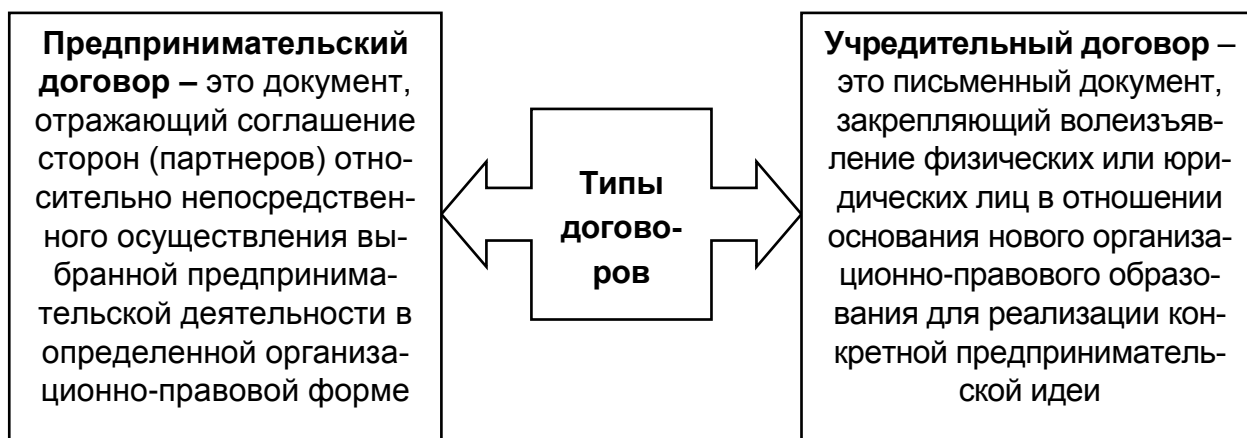 Предпринимательский
договор – это документ,
отражающий соглашение
сторон (партнеров) отно-
сительно непосредствен-
ного осуществления вы-
бранной предпринима-
тельской деятельности в
определенной организа-
ционно-правовой форме
Типы
догово-
ров
Учредительный договор –
это письменный документ,
закрепляющий волеизъяв-
ление физических или юри-
дических лиц в отношении
основания нового организа-
ционно-правового образо-
вания для реализации кон-
кретной предприниматель-
ской идеи